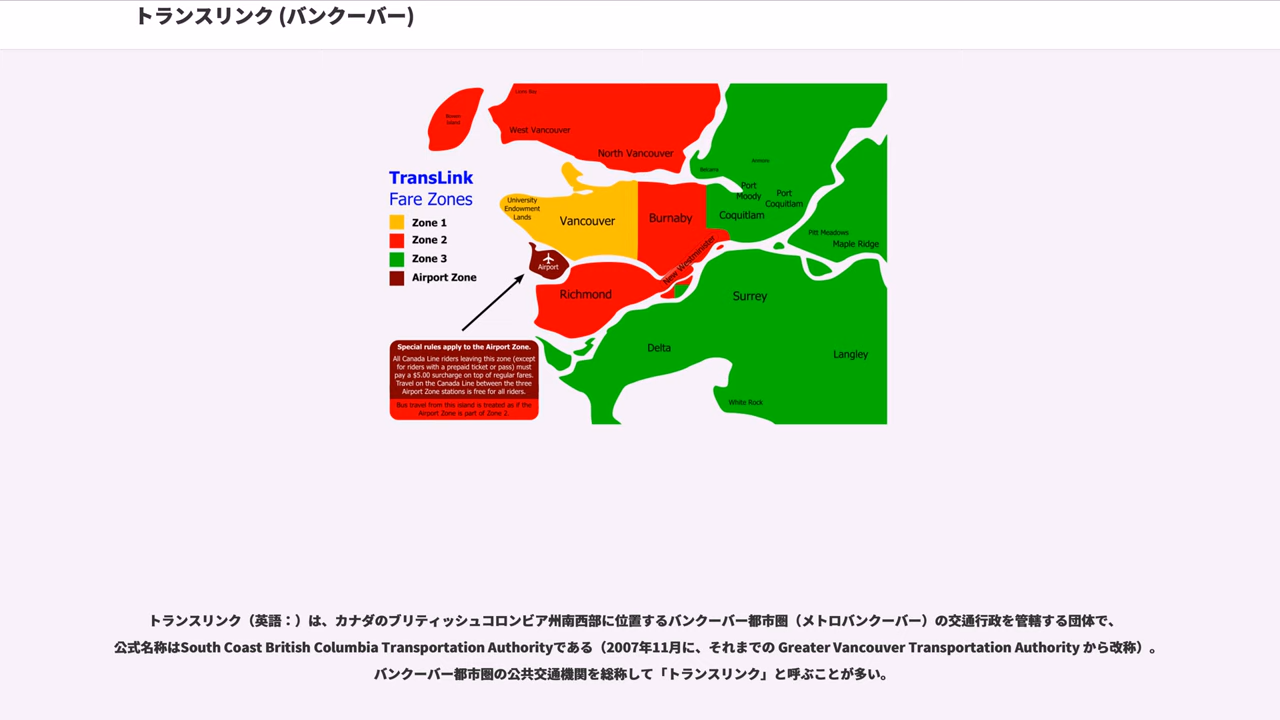 トランスリンク (バンクーバー)
Lions Bay
Bowen
Island
West Vancouver
North Vancouver
Belcarra
Anmore
TransLink
Fare Zones
Zone 1
Zone 2
Zone 3
Airport Zone
University
Endowment
Lands
Vancouver
Burnaby
Port
Moody
Port
Coquitlam
Coquitlam
Pitt Meadows
Maple Ridge
New Westminster
Airport
Richmond
Surrey
Delta
Langley
White Rock
Special rules apply to the Airport Zone.
All Canada Line riders leaving this zone (except
for riders with a prepaid ticket or pass) must
pay a $5.00 surcharge on top of regular fares.
Travel on the Canada Line between the three
Airport Zone stations is free for all riders.
Bus travel from this island is treated as if the
Airport Zone is part of Zone 2.
トランスリンク（英語：）は、カナダのブリティッシュコロンビア州南西部に位置するバンクーバー都市圏（メトロバンクーバー）の交通行政を管轄する団体で、
公式名称はSouth Coast British Columbia Transportation Authorityである（2007年11月に、それまでの Greater Vancouver Transportation Authority から改称）。
バンクーバー都市圏の公共交通機関を総称して「トランスリンク」と呼ぶことが多い。